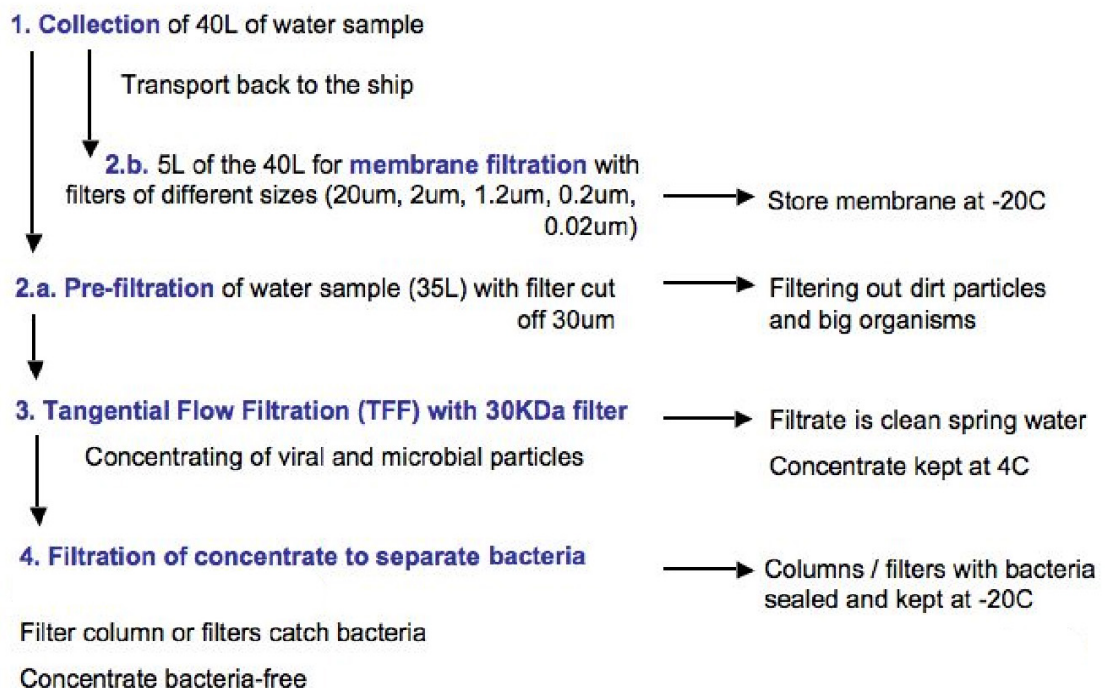 1. Collection of 40L of water sample
Transport back to the ship
2.b. 5L of the 40L for membrane filtration with
filters of different sizes (20um, 2um, 1.2um, 0.2um,
0.02um)
Store membrane at -20C
2.a. Pre-filtration of water sample (35L) with filter cut
off 30um
Filtering out dirt particles
and big organisms
3. Tangential Flow Filtration (TFF) with 30KDa filter
Concentrating of viral and microbial particles
Filtrate is clean spring water
Concentrate kept at 4C
4. Filtration of concentrate to separate bacteria
Columns / filters with bacteria
sealed and kept at -20C
Filter column or filters catch bacteria
Concentrate bacteria-free